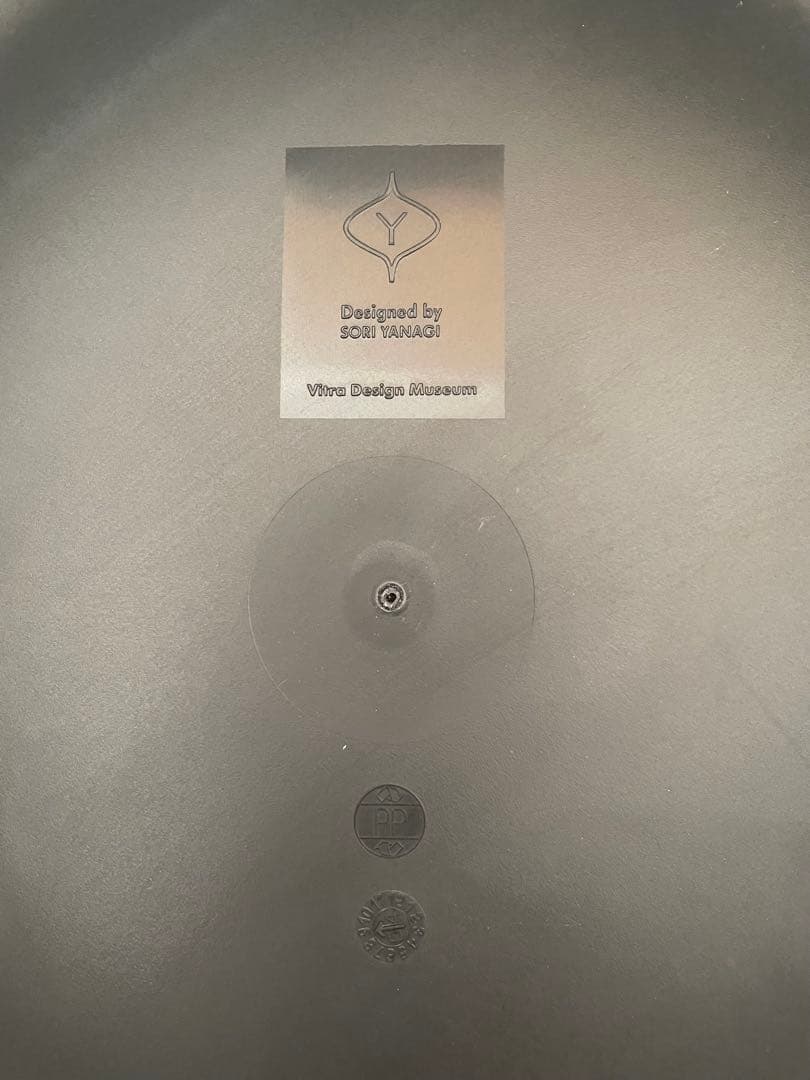 Y
Designed by
SORI YANAGI
Vitra Design Museum
PP